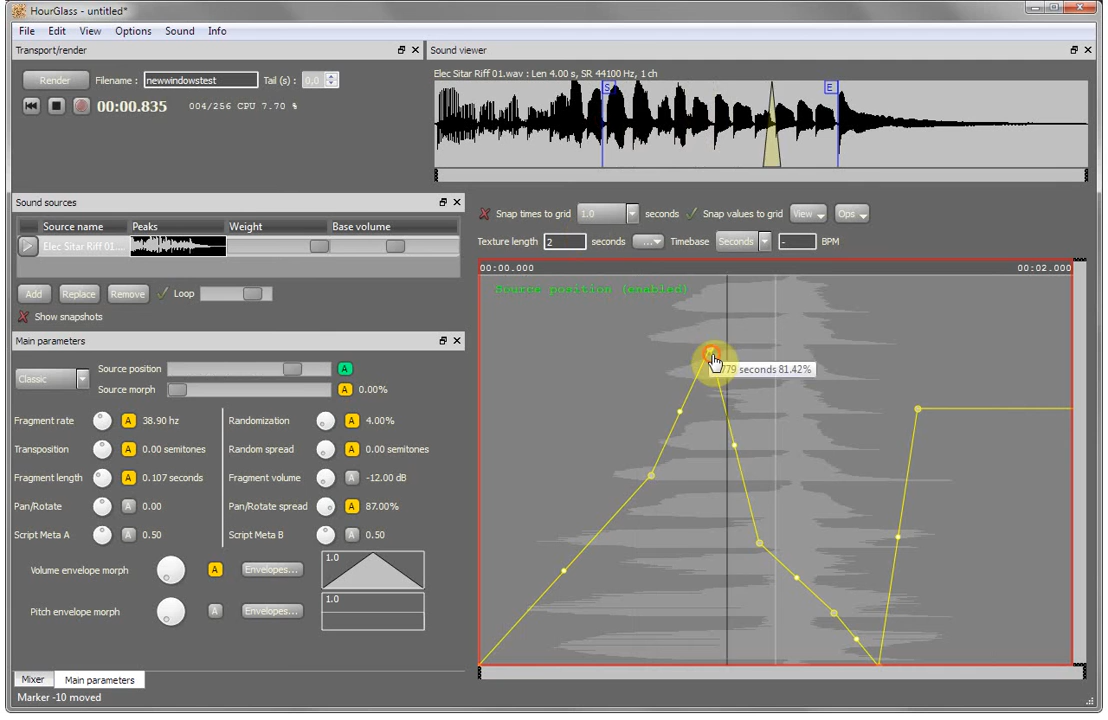 HourGlass - untitled*
File Edit View Options Sound Info
Transport/render
Render Filename : newwindowstest Tail (s) : 0,0
00:00.835 004/256 CPU 7.70 %
Sound viewer
Elec Sitar Riff 01.wav : Len 4.00 s, SR 44100 Hz, 1 ch
S E
Sound sources
Source name Peaks Weight Base volume
Elec Sitar Riff 01...
Add Replace Remove Loop
Show snapshots
Main parameters
Classic
Source position A
Source morph A 0.00%
Fragment rate A 38.90 hz Randomization A 4.00%
Transposition A 0.00 semitones Random spread A 0.00 semitones
Fragment length A 0.107 seconds Fragment volume A -12.00 dB
Pan/Rotate A 0.00 Pan/Rotate spread A 87.00%
Script Meta A A 0.50 Script Meta B A 0.50
Volume envelope morph A Envelopes... 1.0
Pitch envelope morph A Envelopes... 1.0
Snap times to grid 1.0 seconds Snap values to grid View Ops
Texture length 2 seconds ... Timebase Seconds - BPM
00:00.000 00:02.000
Source position (enabled)
779 seconds 81.42%
Mixer Main parameters
Marker -10 moved